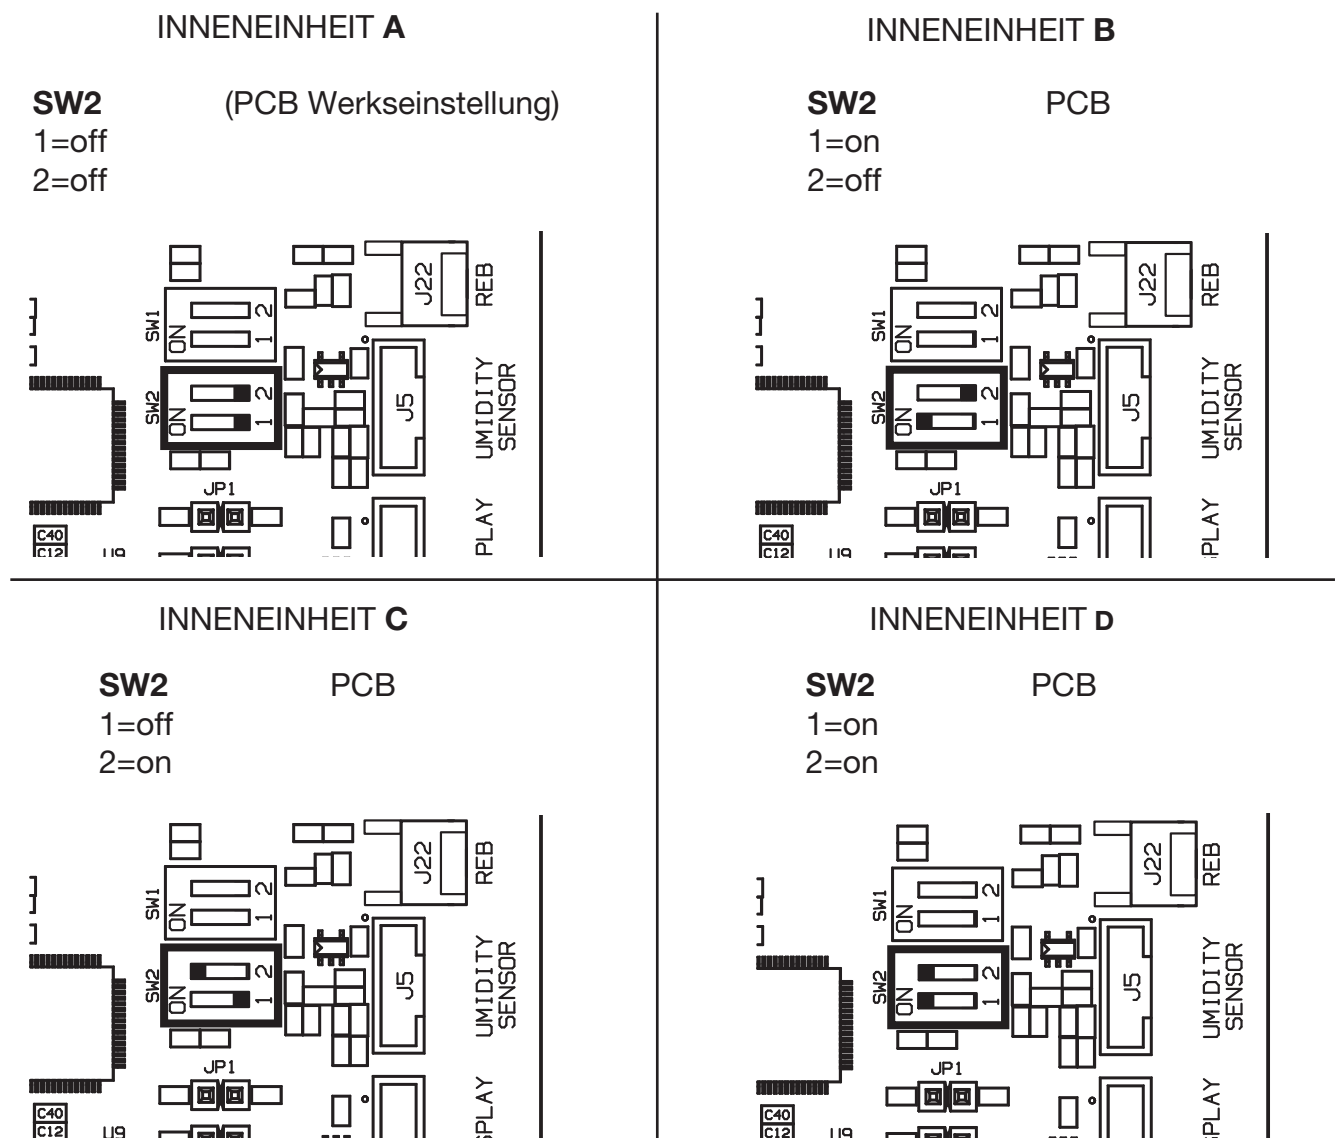 INNENEINHEIT A
SW2 (PCB Werkseinstellung)
1=off
2=off
J22
REB
SW1
ON
2
1
SW2
ON
2
1
J5
UMIDITY
SENSOR
JP1
C40
C12
U9
PLAY
INNENEINHEIT B
SW2 PCB
1=on
2=off
J22
REB
SW1
ON
2
1
SW2
ON
2
1
J5
UMIDITY
SENSOR
JP1
C40
C12
U9
SPLAY
INNENEINHEIT C
SW2 PCB
1=off
2=on
J22
REB
SW1
ON
2
1
SW2
ON
2
1
J5
UMIDITY
SENSOR
JP1
C40
C12
U9
SPLAY
INNENEINHEIT D
SW2 PCB
1=on
2=on
J22
REB
SW1
ON
2
1
SW2
ON
2
1
J5
UMIDITY
SENSOR
JP1
C40
C12
U9
SPLAY